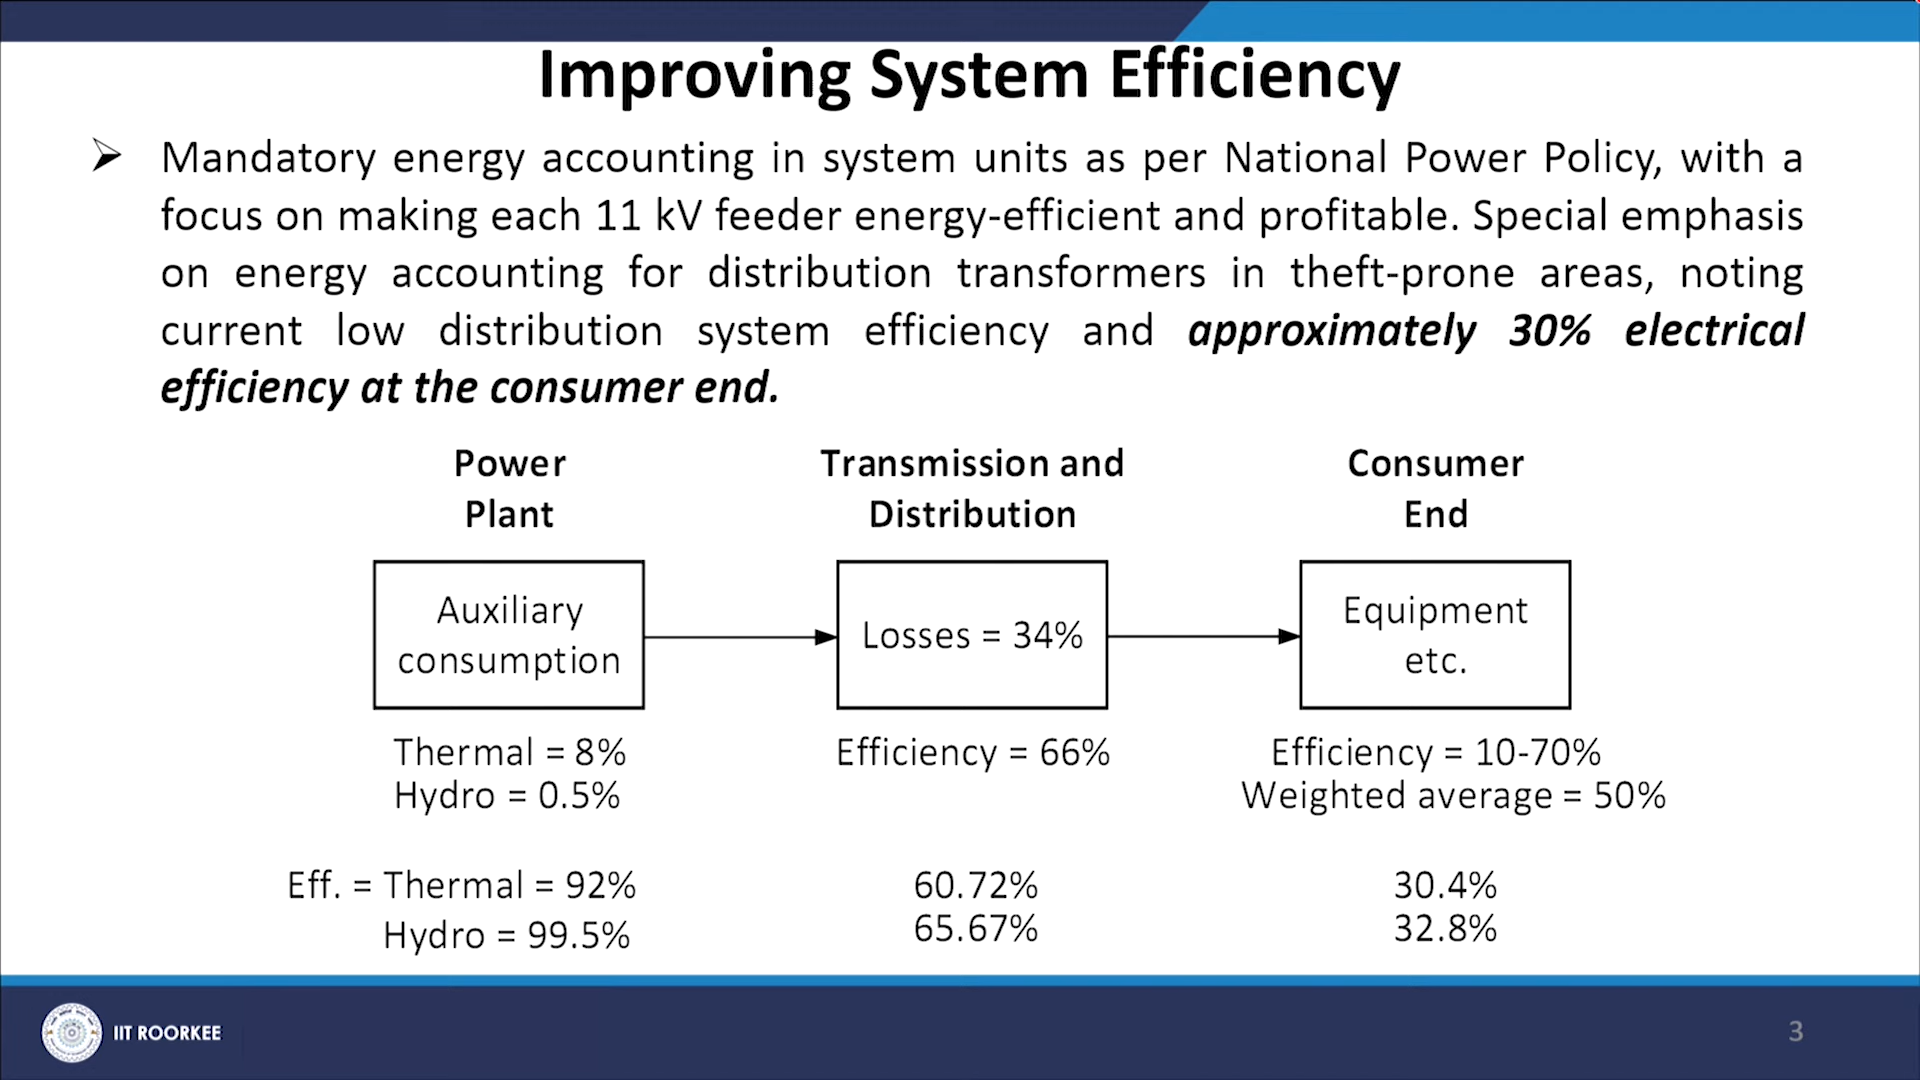 Improving System Efficiency
➢ Mandatory energy accounting in system units as per National Power Policy, with a
focus on making each 11 kV feeder energy-efficient and profitable. Special emphasis
on energy accounting for distribution transformers in theft-prone areas, noting
current low distribution system efficiency and approximately 30% electrical
efficiency at the consumer end.
Power
Plant
Auxiliary
consumption
Thermal = 8%
Hydro = 0.5%
Transmission and
Distribution
Losses = 34%
Efficiency = 66%
Consumer
End
Equipment
etc.
Efficiency = 10-70%
Weighted average = 50%
Eff. = Thermal = 92% 60.72% 30.4%
Hydro = 99.5% 65.67% 32.8%
IIT ROORKEE
3